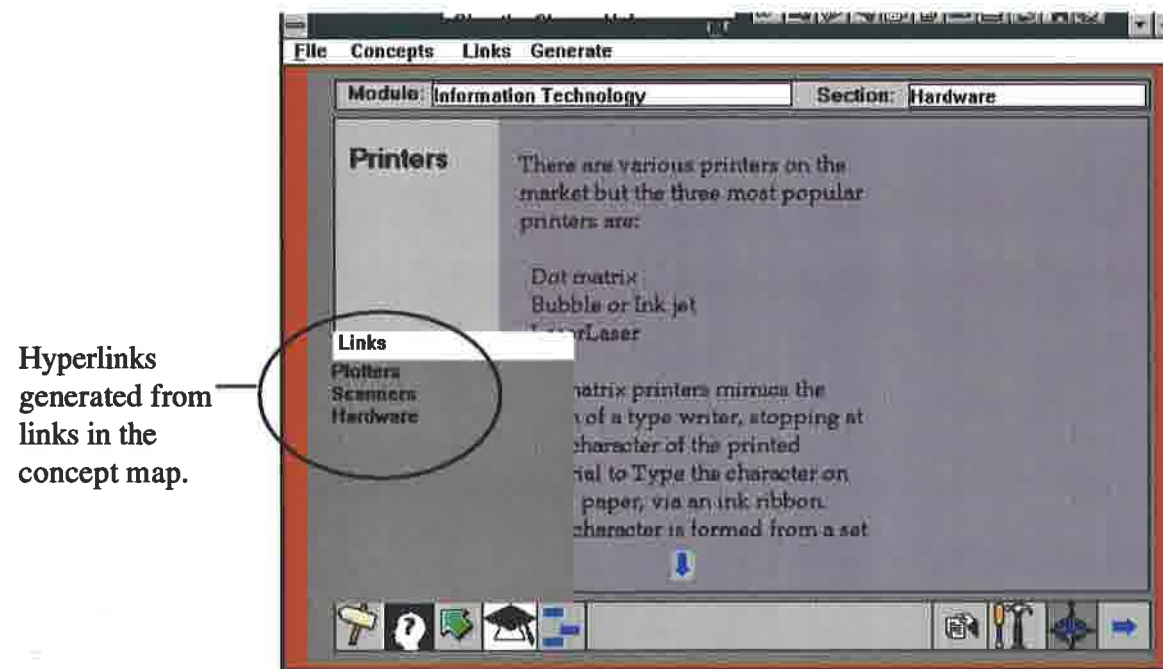 File Concepts Links Generate
Module: Information Technology Section: Hardware
Printers
There are various printers on the
market but the three most popular
printers are:
Dot matrix
Bubble or Ink jet
Laser
Links
Plotters
Scanners
Hardware
matrix printers mimics the
of a type writer, stopping at
character of the printed
to Type the character on
paper, via an ink ribbon.
character is formed from a set
Hyperlinks
generated from
links in the
concept map.